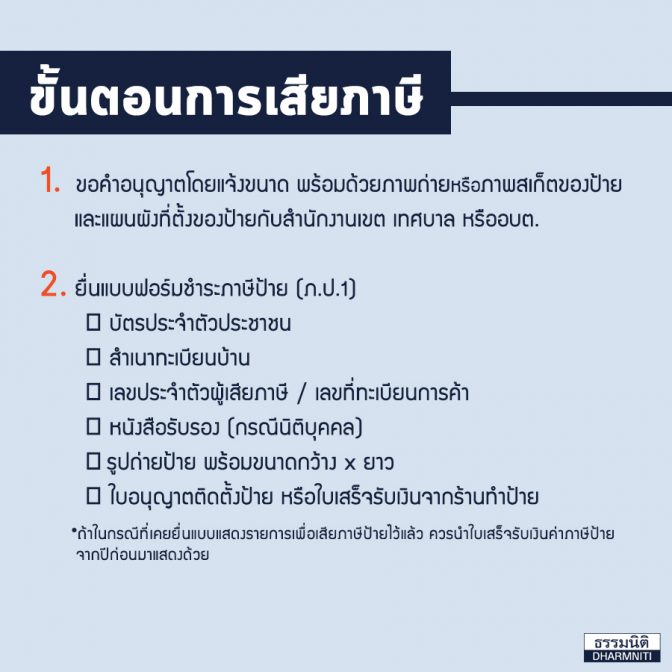 ขั้นตอนการเสียภาษี
1. ขอคำอนุญาตโดยแจ้งขนาด พร้อมด้วยภาพถ่ายหรือภาพสเก็ตของป้าย
และแผนผังที่ตั้งของป้ายกับสำนักงานเขต เทศบาล หรืออบต.
2. ยื่นแบบฟอร์มชำระภาษีป้าย (ภ.ป.1)
☐ บัตรประจำตัวประชาชน
☐ สำเนาทะเบียนบ้าน
☐ เลขประจำตัวผู้เสียภาษี / เลขที่ทะเบียนการค้า
☐ หนังสือรับรอง (กรณีนิติบุคคล)
☐ รูปถ่ายป้าย พร้อมขนาดกว้าง x ยาว
☐ ใบอนุญาตติดตั้งป้าย หรือใบเสร็จรับเงินจากร้านทำป้าย
*ถ้าในกรณีที่เคยยื่นแบบแสดงรายการเพื่อเสียภาษีป้ายไว้แล้ว ควรนำใบเสร็จรับเงินค่าภาษีป้าย
จากปีก่อนมาแสดงด้วย
ธรรมนิติ
DHARMNITI